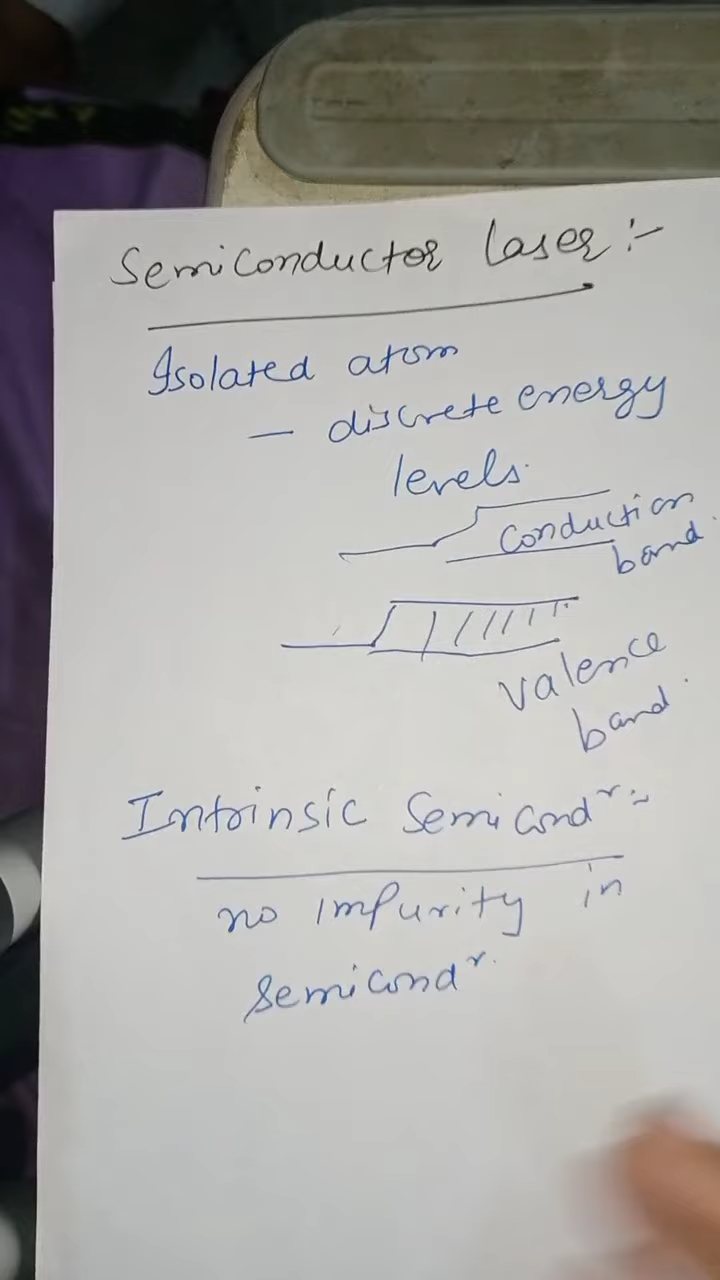 Semiconductor laser :-
Isolated atom
- discrete energy
levels.
Conduction
band.
Valence
band.
Intrinsic Semicondr :-
no impurity in
Semicondr.